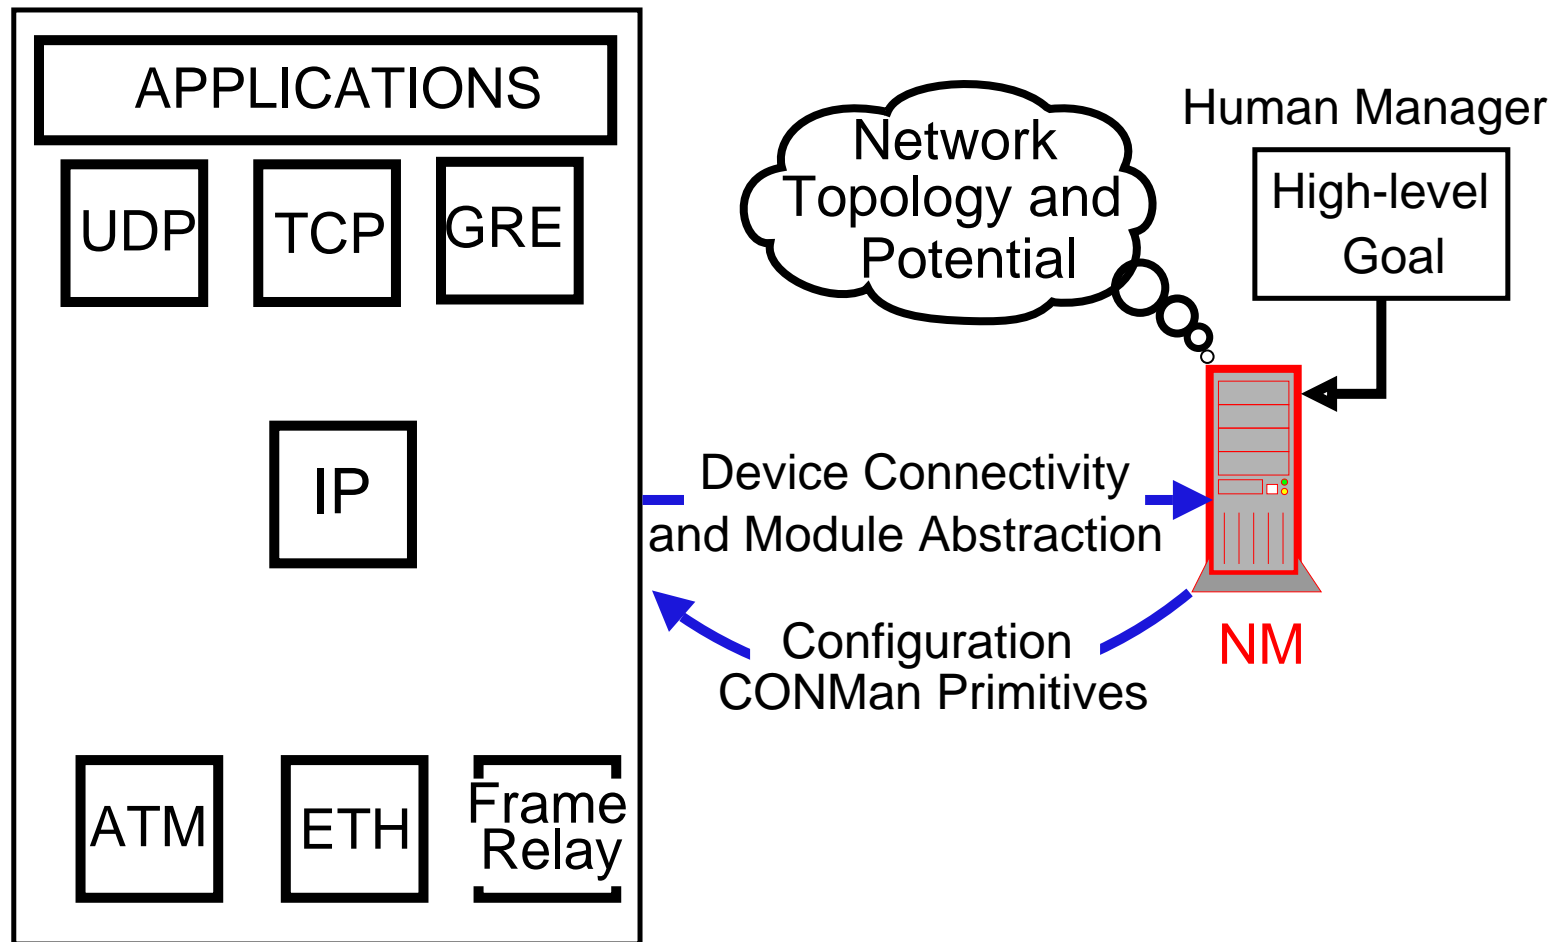 APPLICATIONS
UDP
TCP
GRE
IP
ATM
ETH
Frame
Relay
Network
Topology and
Potential
Human Manager
High-level
Goal
Device Connectivity
and Module Abstraction
Configuration
CONMan Primitives
NM